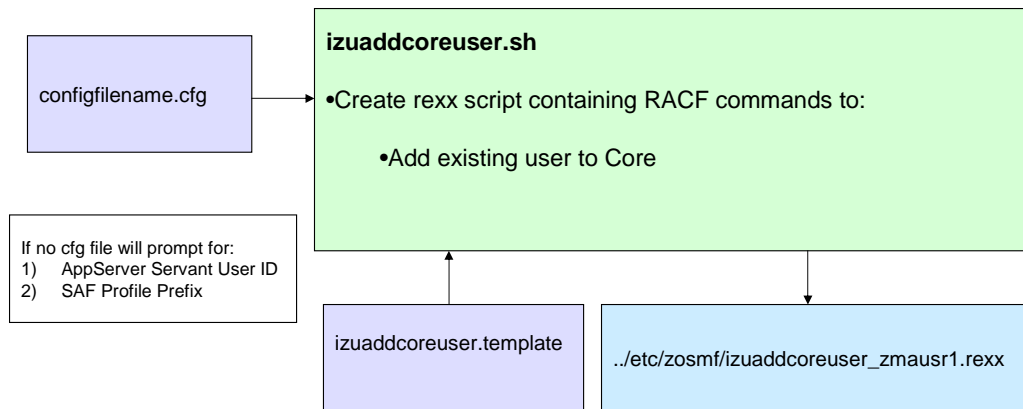 izuaddcoreuser.sh
configfilename.cfg
•Create rexx script containing RACF commands to:
•Add existing user to Core
If no cfg file will prompt for:
1) AppServer Servant User ID
2) SAF Profile Prefix
izuaddcoreuser.template
../etc/zosmf/izuaddcoreuser_zmausr1.rexx